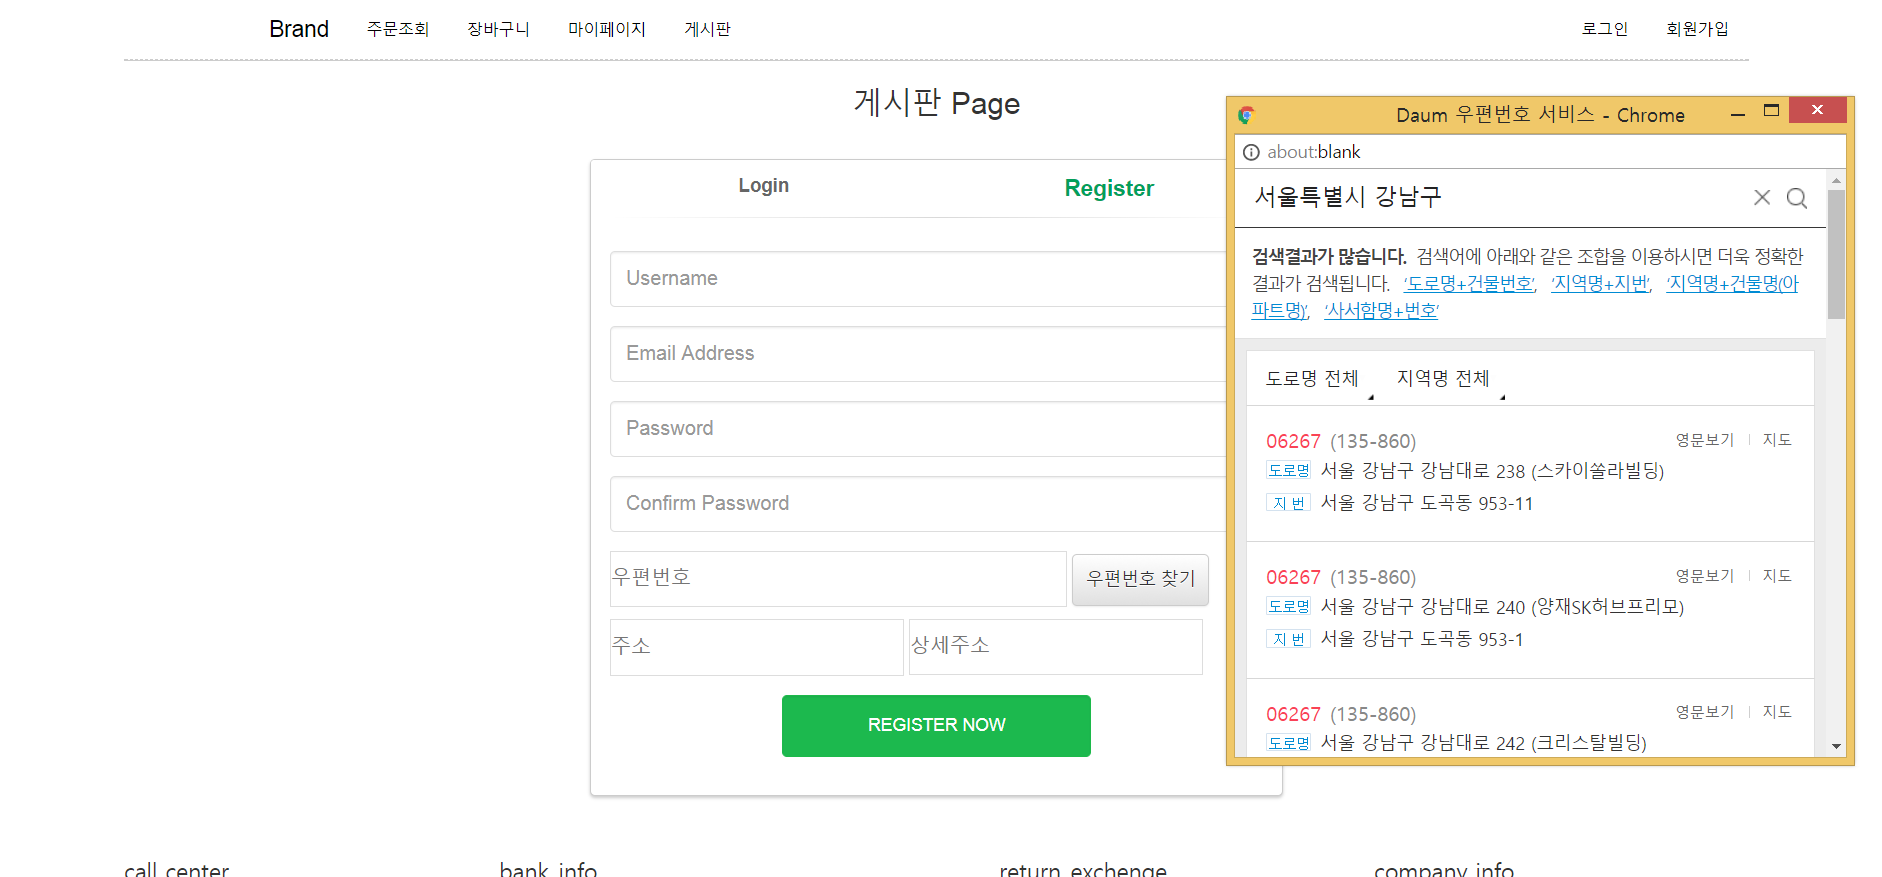 Brand 주문조회 장바구니 마이페이지 게시판 로그인 회원가입
게시판 Page
Login Register
Username
Email Address
Password
Confirm Password
우편번호 우편번호 찾기
주소 상세주소
REGISTER NOW
Daum 우편번호 서비스 - Chrome
about:blank
서울특별시 강남구
검색결과가 많습니다. 검색어에 아래와 같은 조합을 이용하시면 더욱 정확한
결과가 검색됩니다. '도로명+건물번호', '지역명+지번', '지역명+건물명(아
파트명)', '사서함명+번호'
도로명 전체 지역명 전체
06267 (135-860) 영문보기 지도
도로명 서울 강남구 강남대로 238 (스카이쏠라빌딩)
지 번 서울 강남구 도곡동 953-11
06267 (135-860) 영문보기 지도
도로명 서울 강남구 강남대로 240 (양재SK허브프리모)
지 번 서울 강남구 도곡동 953-1
06267 (135-860) 영문보기 지도
도로명 서울 강남구 강남대로 242 (크리스탈빌딩)
call center bank info return exchenge company info